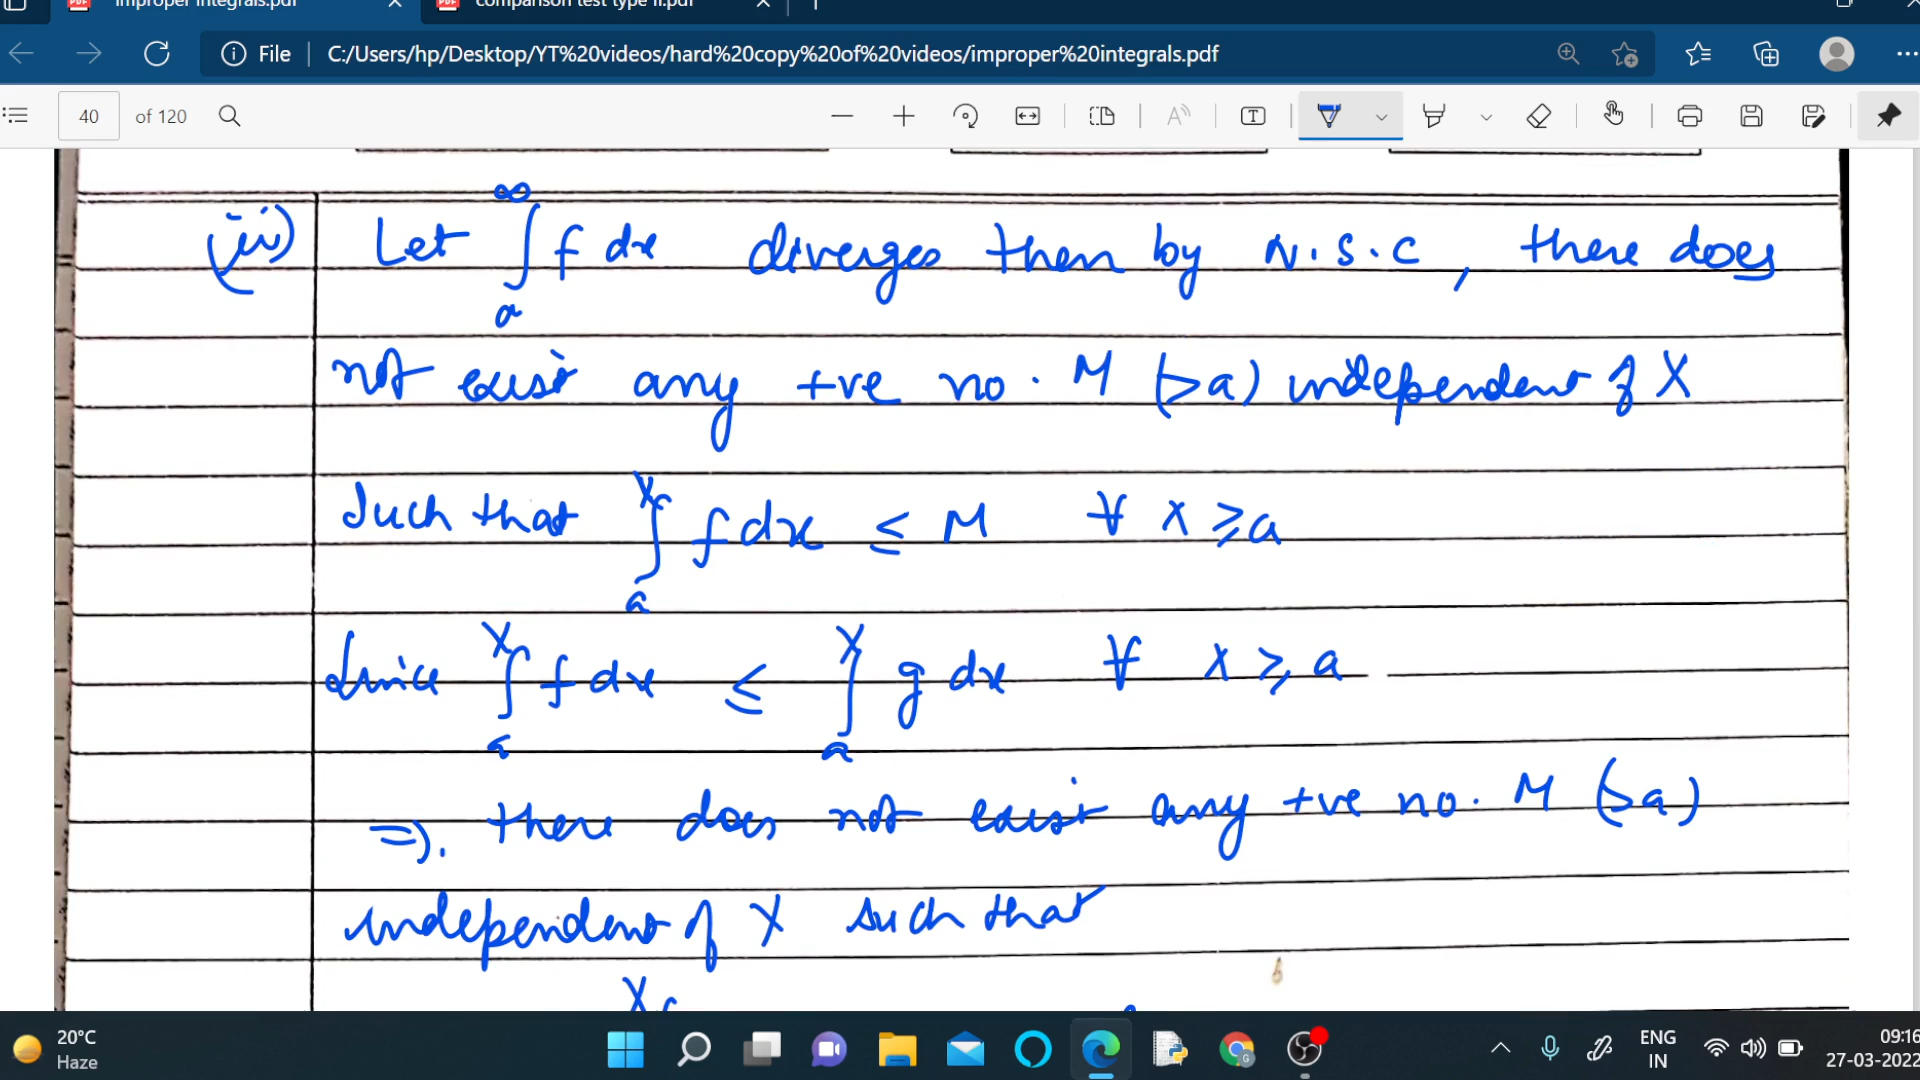 improper integrals.pdf
comparison test type II.pdf
File
C:/Users/hp/Desktop/YT%20videos/hard%20copy%20of%20videos/improper%20integrals.pdf
40 of 120
(ii) Let ∫_a^∞ f dx diverges then by N.S.C, there does
not exist any +ve no. M (>a) independent of X
Such that ∫_a^X f dx ≤ M ∀ X ≥ a
Since ∫_a^X f dx ≤ ∫_a^X g dx ∀ X ≥ a
⇒. there does not exist any +ve no. M (>a)
independent of X such that
X
20°C
Haze
ENG
IN
09:16
27-03-2022